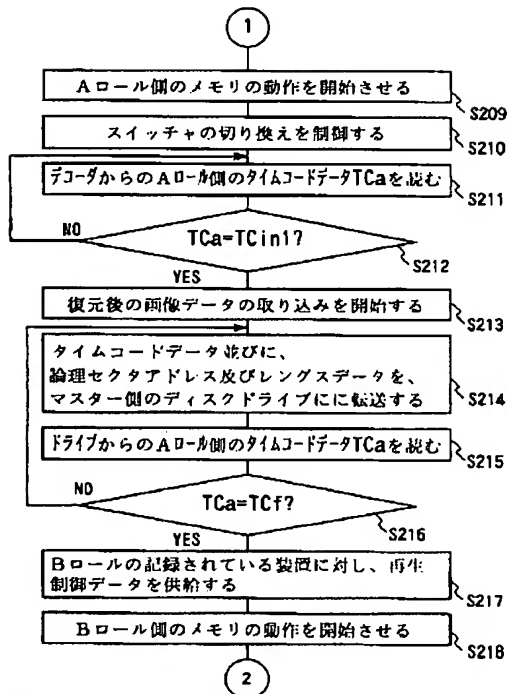 1
Aロール側のメモリの動作を開始させる
S209
スイッチャの切り換えを制御する
S210
デコーダからのAロール側のタイムコードデータTCaを読む
S211
TCa=TCin1?
NO
S212
YES
復元後の画像データの取り込みを開始する
S213
タイムコードデータ並びに、
論理セクタアドレス及びレングスデータを、
マスター側のディスクドライブにに転送する
S214
ドライブからのAロール側のタイムコードデータTCaを読む
S215
NO
TCa=TCf?
S216
YES
Bロールの記録されている装置に対し、再生
制御データを供給する
S217
Bロール側のメモリの動作を開始させる
S218
2